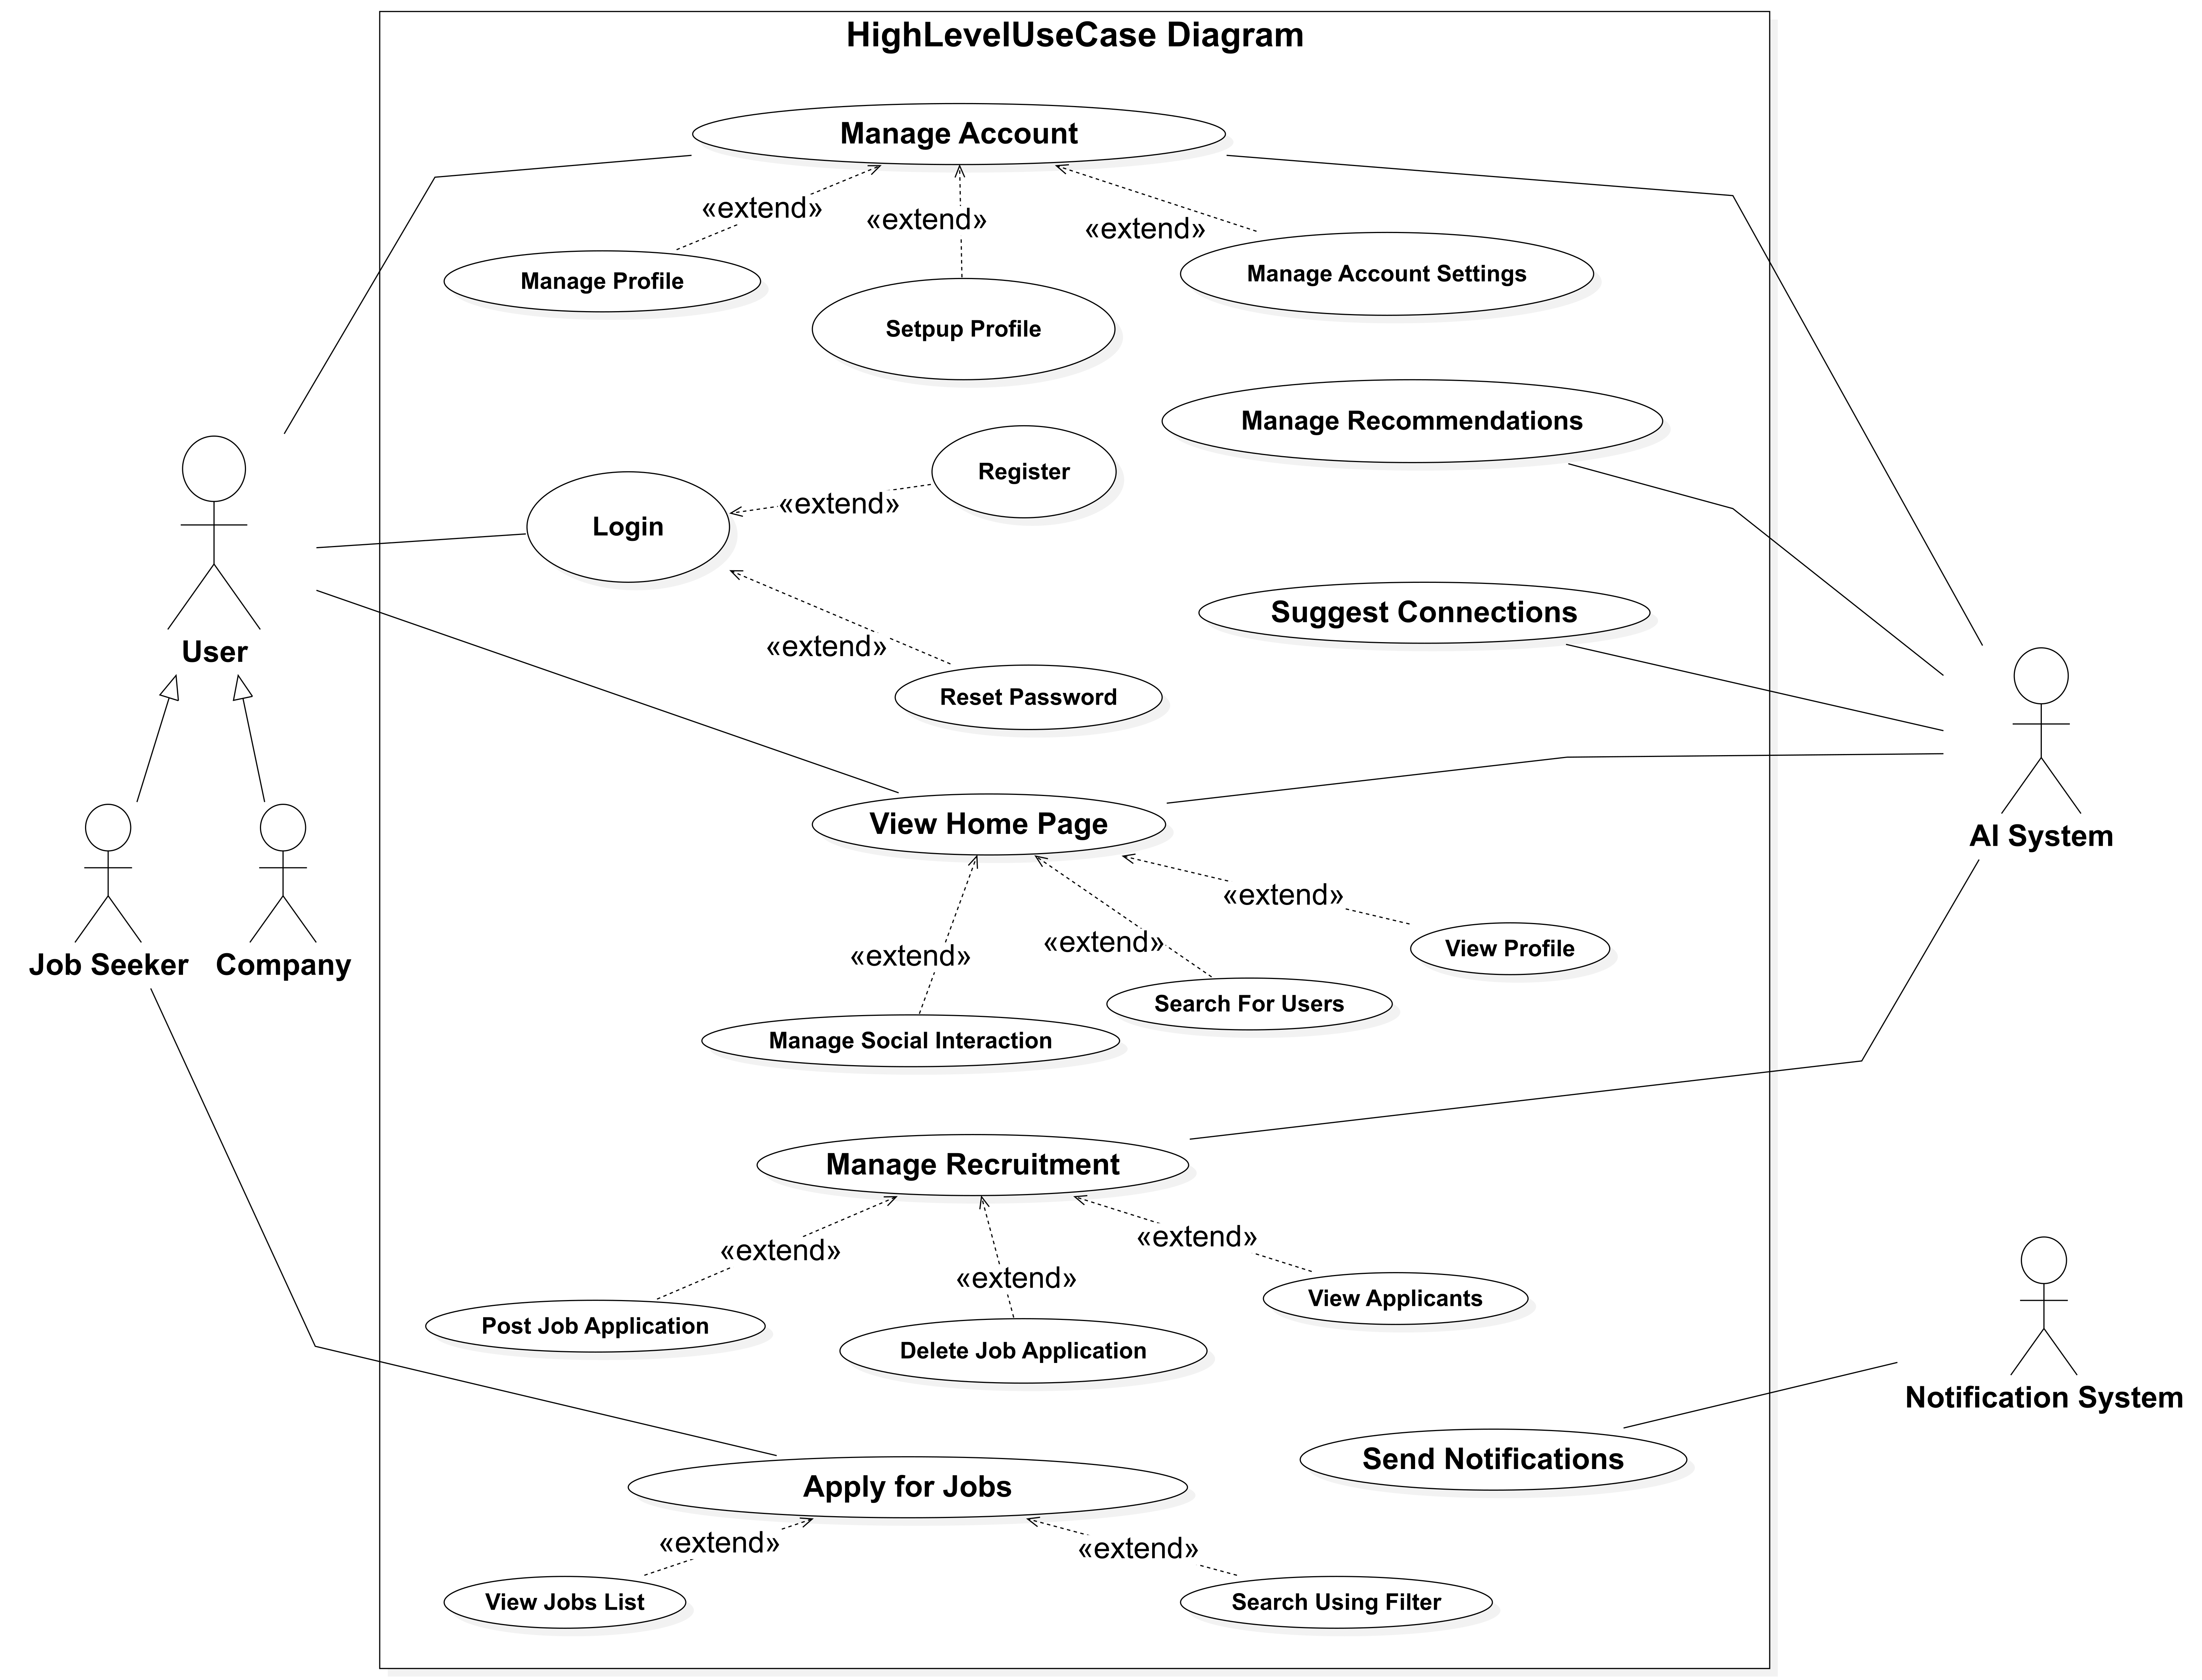 HighLevelUseCase Diagram
Manage Account
«extend»
«extend»
«extend»
Manage Profile
Setpup Profile
Manage Account Settings
Manage Recommendations
Register
«extend»
Login
Suggest Connections
«extend»
Reset Password
User
View Home Page
AI System
«extend»
«extend»
«extend»
View Profile
Job Seeker
Company
Search For Users
Manage Social Interaction
Manage Recruitment
«extend»
«extend»
«extend»
View Applicants
Post Job Application
Delete Job Application
Notification System
Send Notifications
Apply for Jobs
«extend»
«extend»
View Jobs List
Search Using Filter